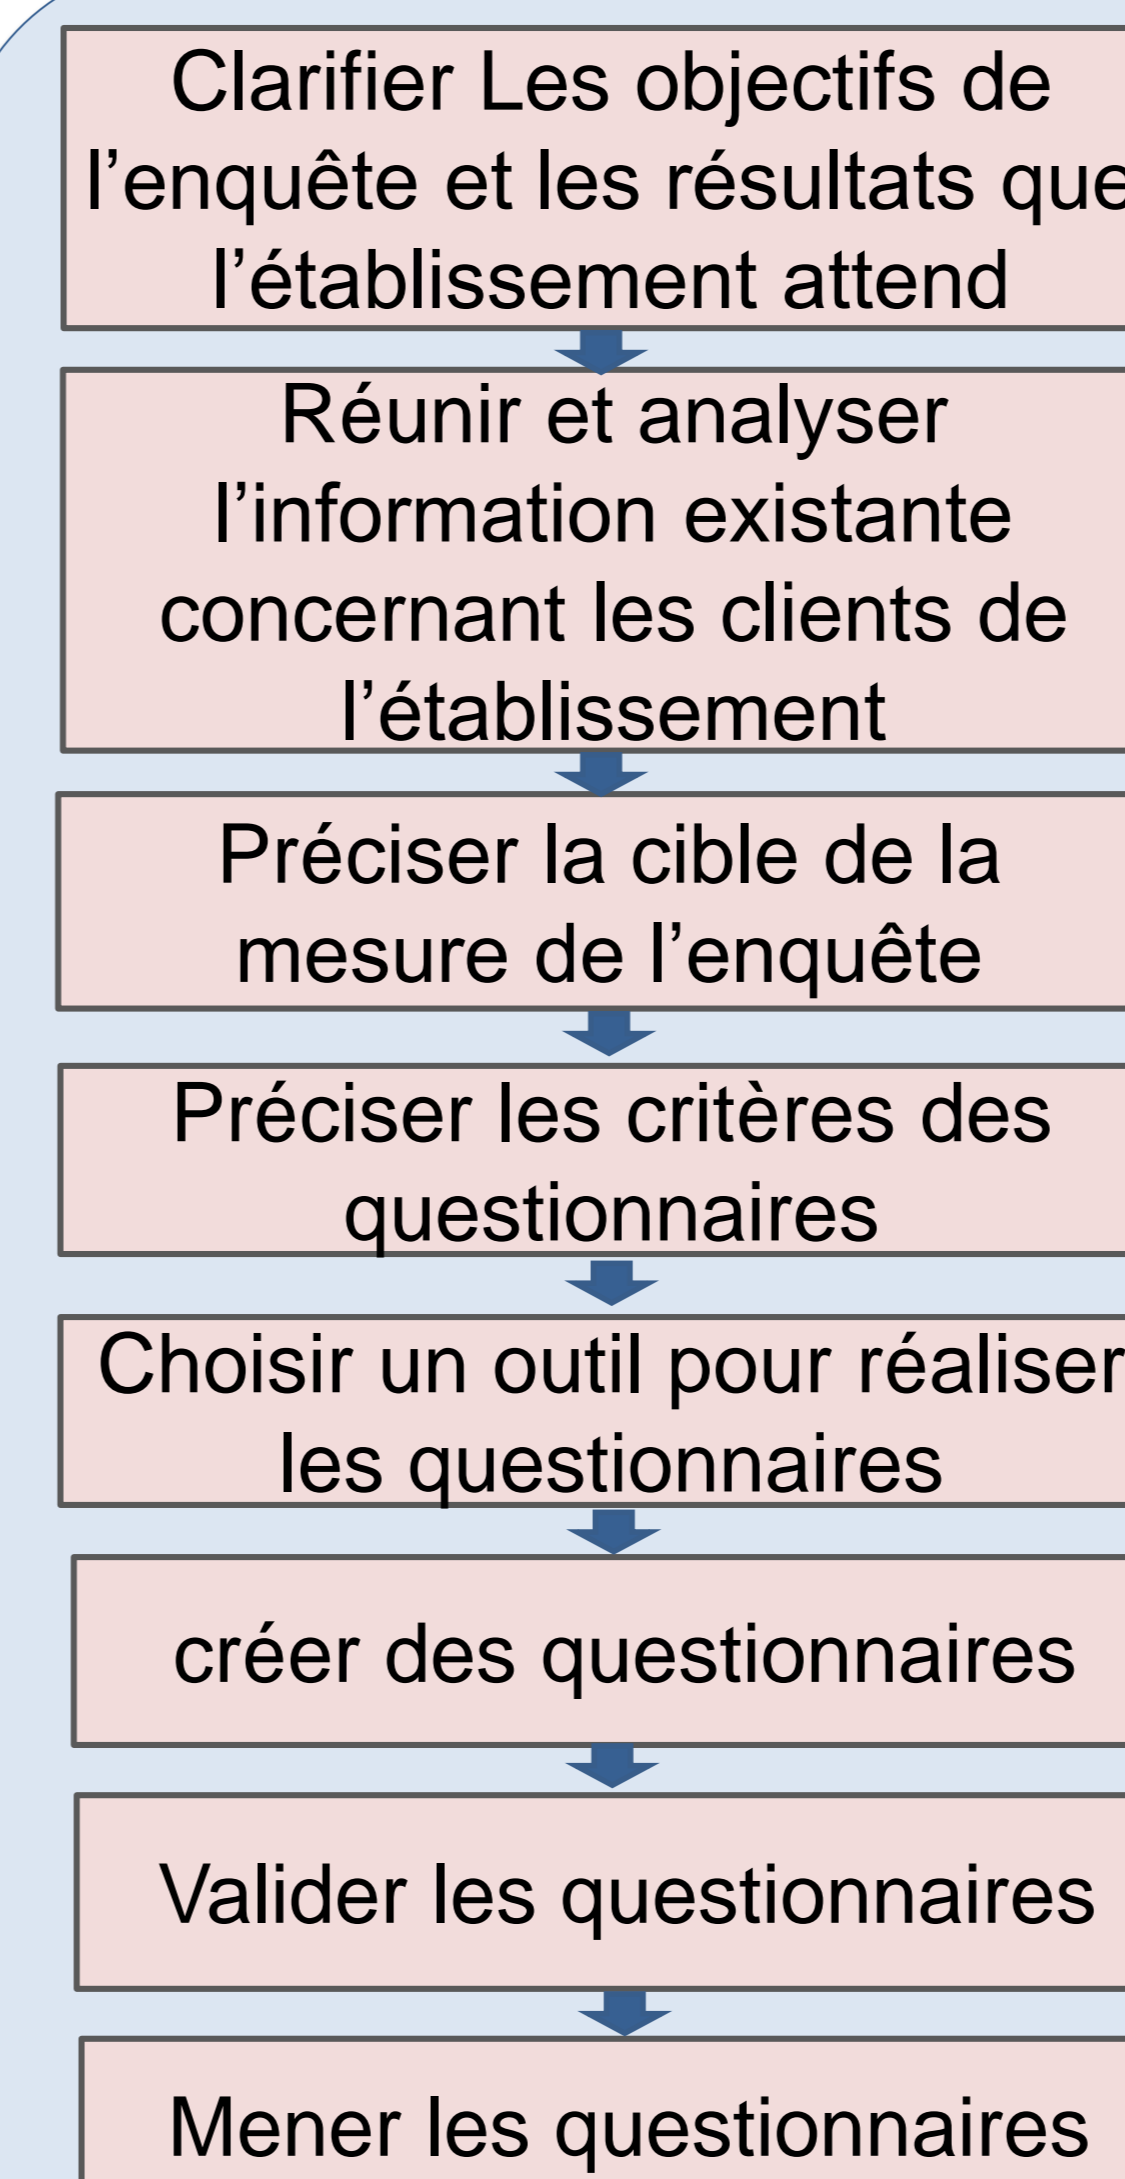 Clarifier Les objectifs de
l’enquête et les résultats que
l’établissement attend
Réunir et analyser
l’information existante
concernant les clients de
l’établissement
Préciser la cible de la
mesure de l’enquête
Préciser les critères des
questionnaires
Choisir un outil pour réaliser
les questionnaires
créer des questionnaires
Valider les questionnaires
Mener les questionnaires